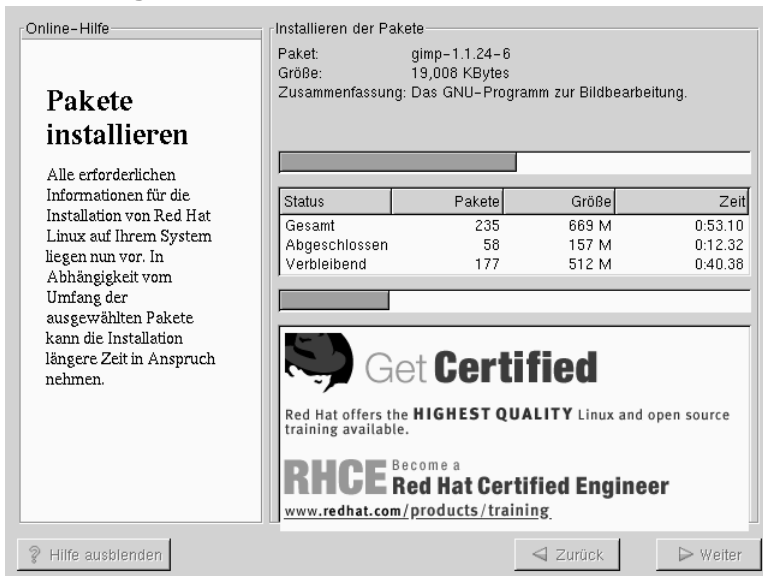 Online-Hilfe
Pakete
installieren
Alle erforderlichen
Informationen für die
Installation von Red Hat
Linux auf Ihrem System
liegen nun vor. In
Abhängigkeit vom
Umfang der
ausgewählten Pakete
kann die Installation
längere Zeit in Anspruch
nehmen.
Installieren der Pakete
Paket: gimp-1.1.24-6
Größe: 19,008 KBytes
Zusammenfassung: Das GNU-Programm zur Bildbearbeitung.
Status Pakete Größe Zeit
Gesamt 235 669 M 0:53.10
Abgeschlossen 58 157 M 0:12.32
Verbleibend 177 512 M 0:40.38
Get Certified
Red Hat offers the HIGHEST QUALITY Linux and open source
training available.
RHCE Become a
Red Hat Certified Engineer
www.redhat.com/products/training
Hilfe ausblenden
Zurück
Weiter